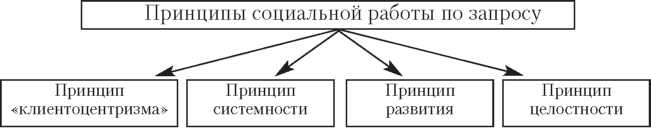 Принципы социальной работы по запросу
Принцип
«клиентоцентризма»
Принцип
системности
Принцип
развития
Принцип
целостности